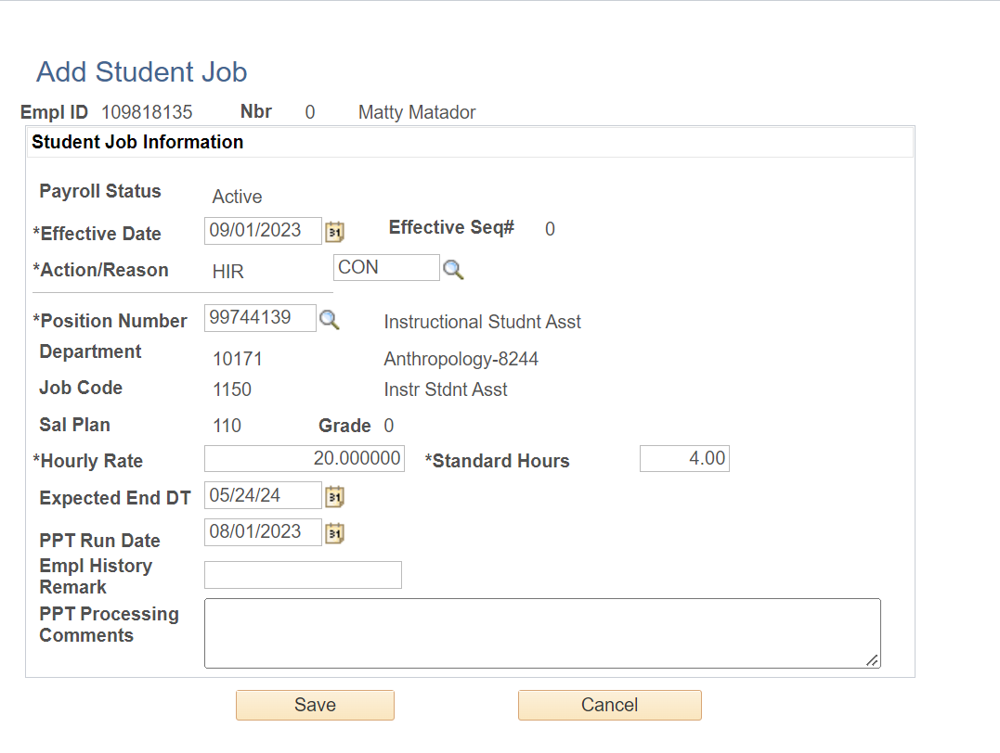 Add Student Job
Empl ID 109818135 Nbr 0 Matty Matador
Student Job Information
Payroll Status Active
*Effective Date 09/01/2023 31 Effective Seq# 0
*Action/Reason HIR CON
*Position Number 99744139 Instructional Studnt Asst
Department 10171 Anthropology-8244
Job Code 1150 Instr Stdnt Asst
Sal Plan 110 Grade 0
*Hourly Rate 20.000000 *Standard Hours 4.00
Expected End DT 05/24/24 31
PPT Run Date 08/01/2023 31
Empl History
Remark
PPT Processing
Comments
Save Cancel